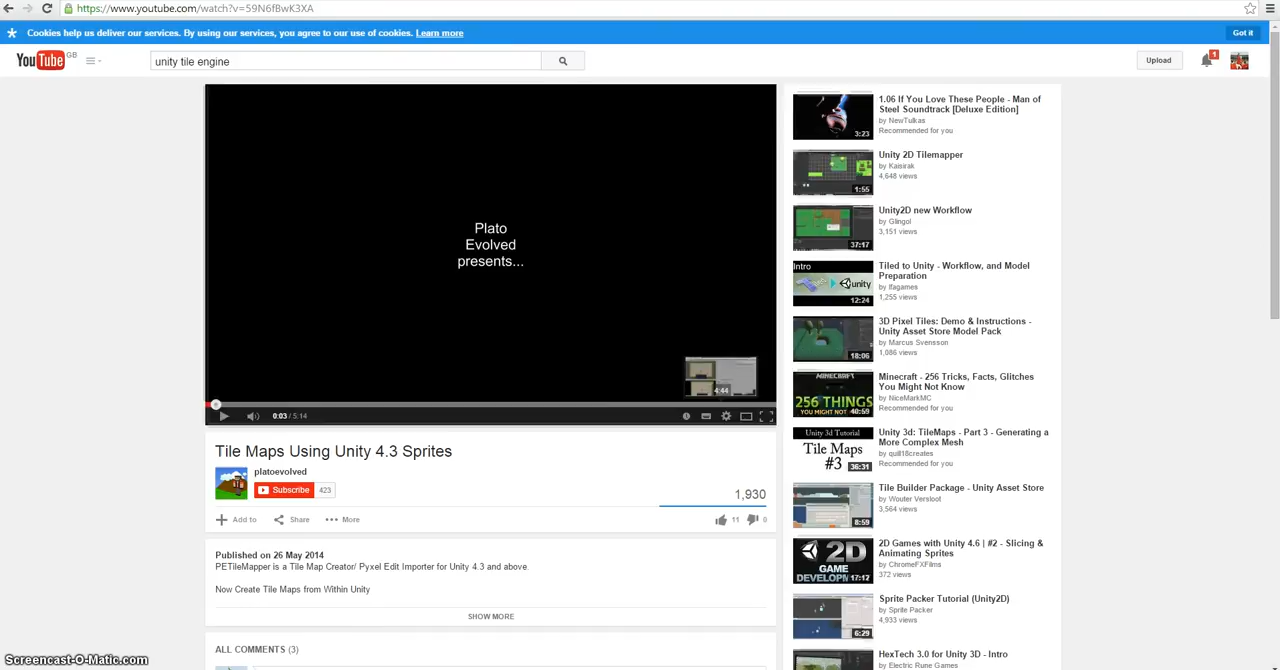 https://www.youtube.com/watch?v=59N6fBwK3XA
Cookies help us deliver our services. By using our services, you agree to our use of cookies. Learn more
Got it
YouTube GB
unity tile engine
Upload
1
Plato
Evolved
presents...
4:44
0:03 / 5:14
Tile Maps Using Unity 4.3 Sprites
platoevolved
Subscribe 423
1,930
Add to Share More
11 0
Published on 26 May 2014
PETileMapper is a Tile Map Creator/ Pyxel Edit Importer for Unity 4.3 and above.
Now Create Tile Maps from Within Unity
SHOW MORE
ALL COMMENTS (3)
3:23
1.06 If You Love These People - Man of
Steel Soundtrack [Deluxe Edition]
by NewTulkas
Recommended for you
1:55
Unity 2D Tilemapper
by Kaisirak
4,648 views
37:17
Unity2D new Workflow
by Glingol
3,151 views
Intro
unity
12:24
Tiled to Unity - Workflow, and Model
Preparation
by lfagames
1,255 views
18:06
3D Pixel Tiles: Demo & Instructions -
Unity Asset Store Model Pack
by Marcus Svensson
1,086 views
MINECRAFT
256 THINGS
YOU MIGHT NOT
40:59
Minecraft - 256 Tricks, Facts, Glitches
You Might Not Know
by NiceMarkMC
Recommended for you
Unity 3d Tutorial
Tile Maps
#3
36:31
Unity 3d: TileMaps - Part 3 - Generating a
More Complex Mesh
by quill18creates
Recommended for you
8:59
Tile Builder Package - Unity Asset Store
by Wouter Versloot
3,564 views
2D
GAME
DEVELOPM
17:12
2D Games with Unity 4.6 | #2 - Slicing &
Animating Sprites
by ChromeFXFilms
372 views
6:29
Sprite Packer Tutorial (Unity2D)
by Sprite Packer
4,933 views
HexTech 3.0 for Unity 3D - Intro
by Electric Rune Games
Screencast-O-Matic.com